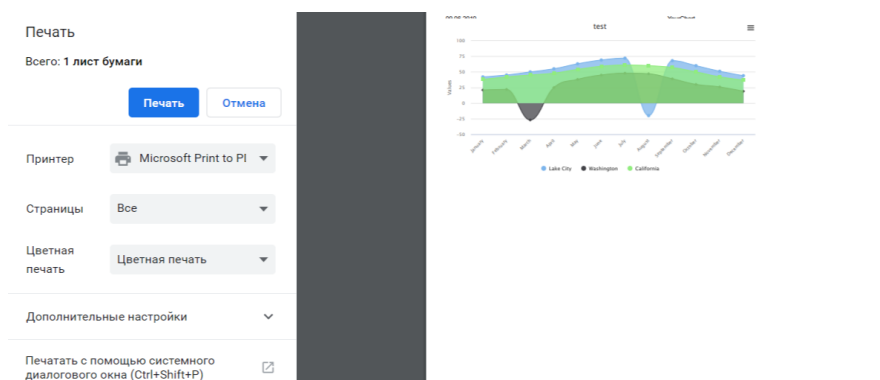 Печать
Всего: 1 лист бумаги
Печать
Отмена
Принтер
Microsoft Print to PI
Страницы
Все
Цветная
печать
Цветная печать
Дополнительные настройки
Печатать с помощью системного
диалогового окна (Ctrl+Shift+P)
test
Values
100
75
50
25
0
-25
-50
January
February
March
April
May
June
July
August
September
October
November
December
Lake City
Washington
California